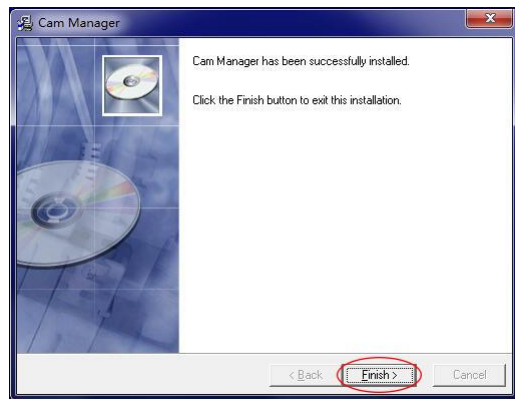 Cam Manager
Cam Manager has been successfully installed.
Click the Finish button to exit this installation.
< Back
Finish >
Cancel